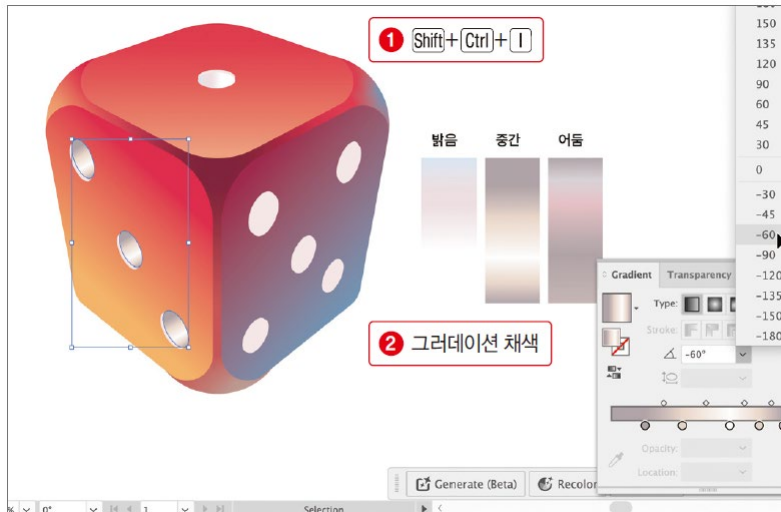 1 Shift+Ctrl+I
밝음 중간 어둠
2 그러데이션 채색
150
135
120
90
60
45
30
0
-30
-45
-60
-90
-120
-135
-150
-180
Gradient Transparency
Type:
Stroke:
-60°
Opacity:
Location:
Generate (Beta) Recolor
% 0° 1 Selection